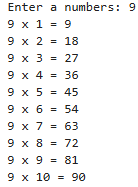 Enter a numbers: 9
9 x 1 = 9
9 x 2 = 18
9 x 3 = 27
9 x 4 = 36
9 x 5 = 45
9 x 6 = 54
9 x 7 = 63
9 x 8 = 72
9 x 9 = 81
9 x 10 = 90